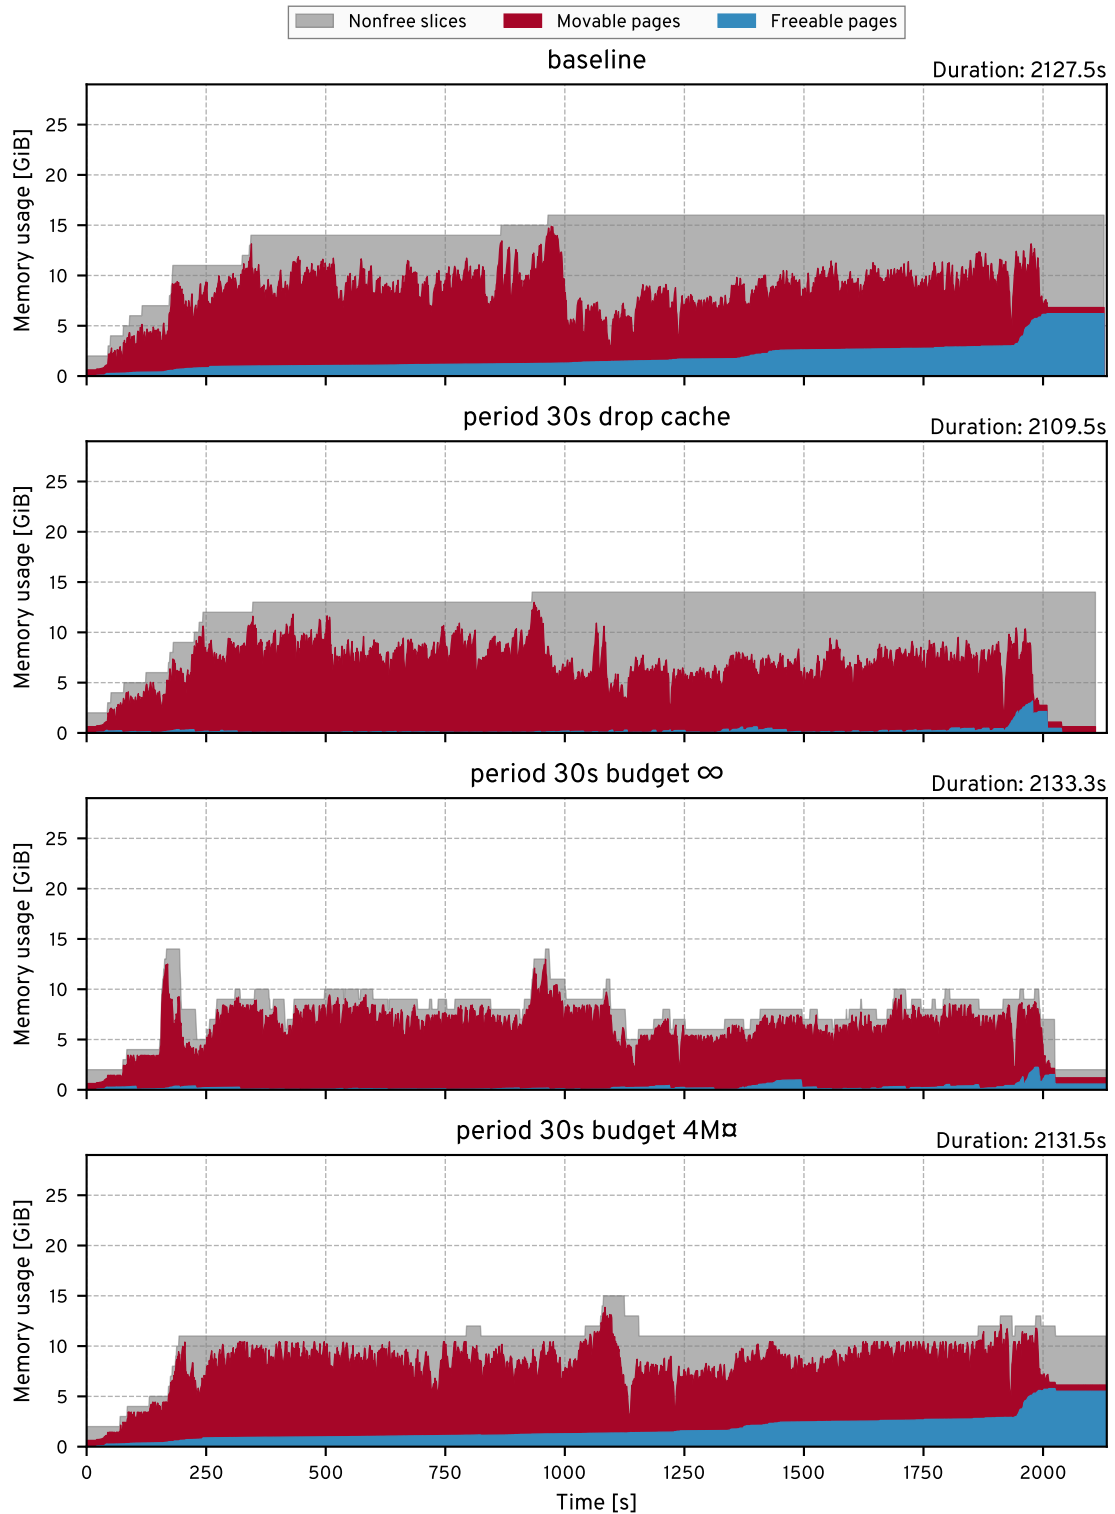 Nonfree slices Movable pages Freeable pages
baseline
Duration: 2127.5s
Memory usage [GiB]
25
20
15
10
5
0
period 30s drop cache
Duration: 2109.5s
Memory usage [GiB]
25
20
15
10
5
0
period 30s budget ∞
Duration: 2133.3s
Memory usage [GiB]
25
20
15
10
5
0
period 30s budget 4M¤
Duration: 2131.5s
Memory usage [GiB]
25
20
15
10
5
0
0 250 500 750 1000 1250 1500 1750 2000
Time [s]